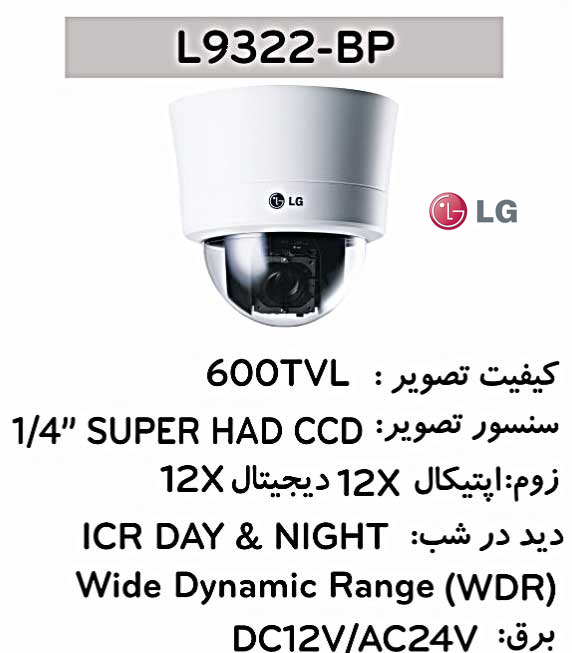 L9322-BP
LG
LG
کیفیت تصویر : 600TVL
سنسور تصویر: 1/4” SUPER HAD CCD
زوم:اپتیکال 12X دیجیتال 12X
دید در شب: ICR DAY & NIGHT
Wide Dynamic Range (WDR)
برق: DC12V/AC24V